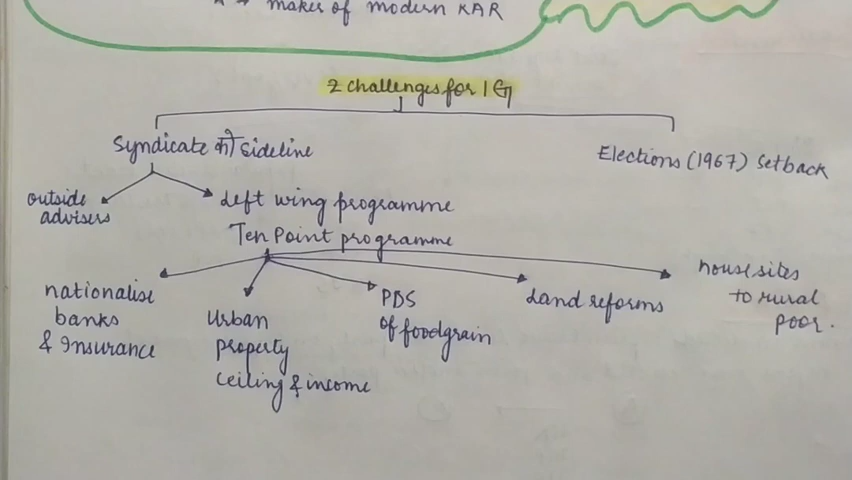 makes of modern KAR
2 challenges for IG
Syndicate को sideline
Elections (1967) setback
outside
advisers
Left wing programme
Ten Point programme
nationalise
banks
& Insurance
Urban
property
ceiling & income
PDS
of foodgrain
Land reforms
house sites
to rural
poor.